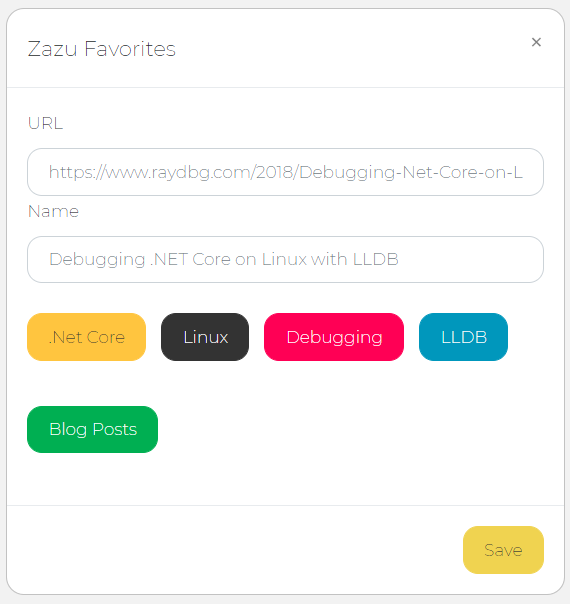 Zazu Favorites ×
URL
https://www.raydbg.com/2018/Debugging-Net-Core-on-L
Name
Debugging .NET Core on Linux with LLDB
.Net Core Linux Debugging LLDB
Blog Posts
Save